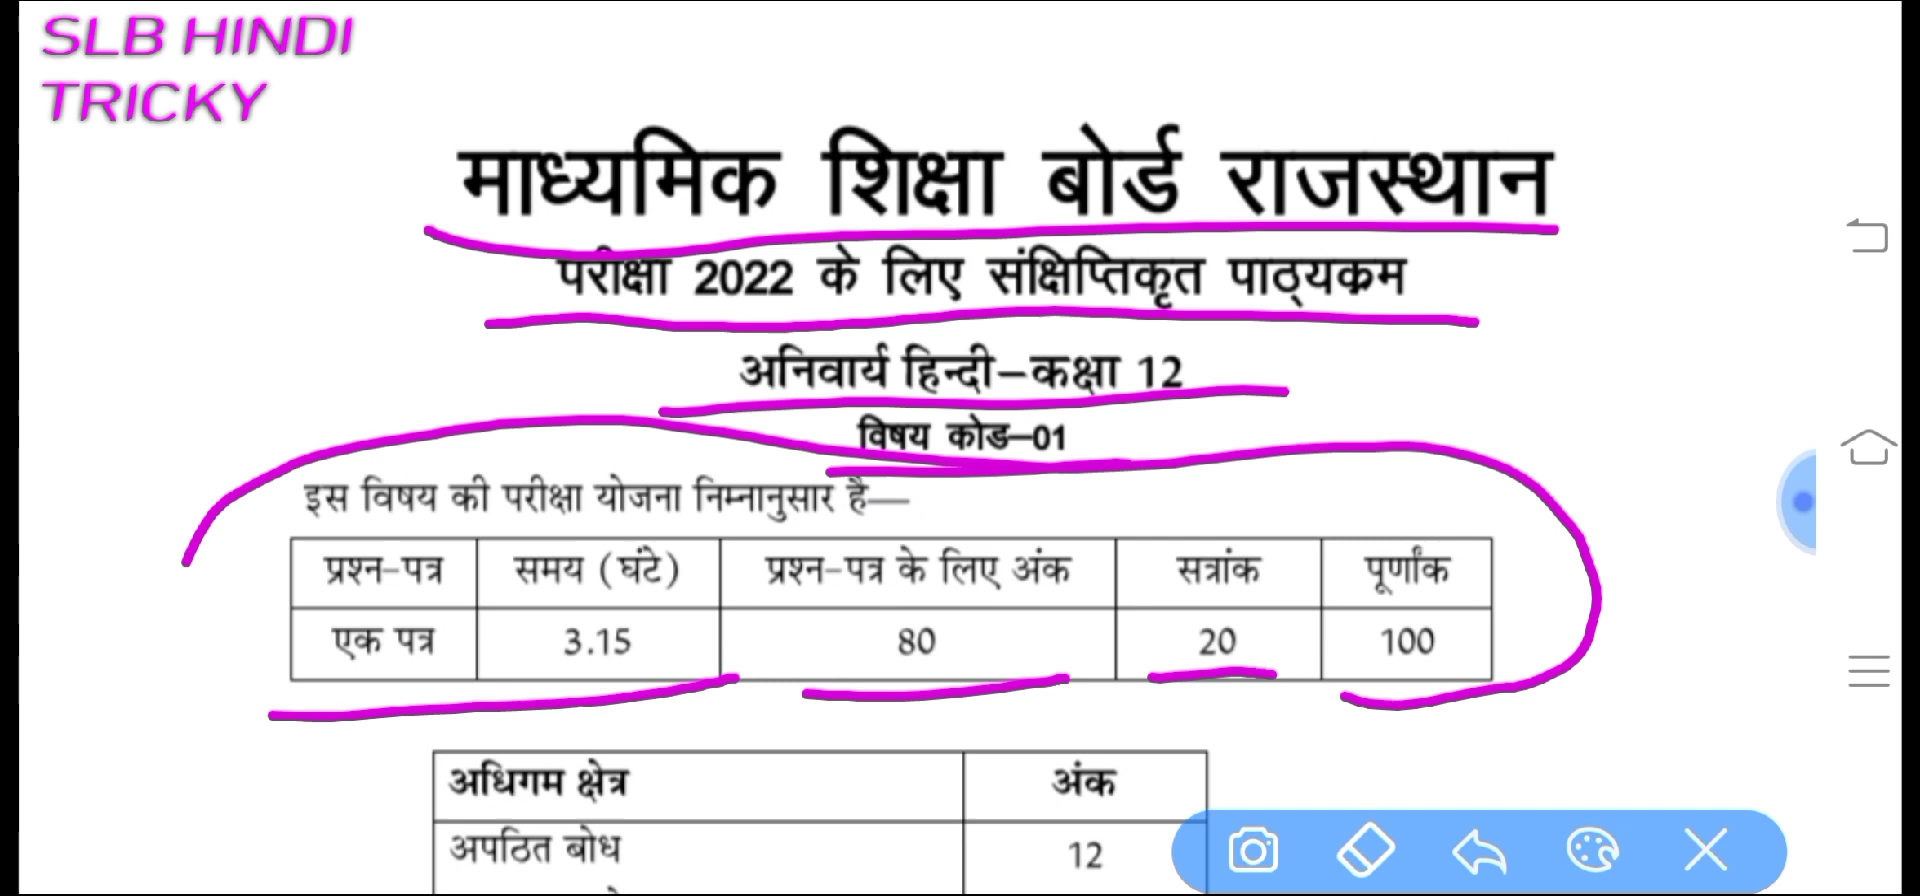 SLB HINDI
TRICKY
माध्यमिक शिक्षा बोर्ड राजस्थान
परीक्षा 2022 के लिए संक्षिप्तिकृत पाठ्यक्रम
अनिवार्य हिन्दी–कक्षा 12
विषय कोड–01
इस विषय की परीक्षा योजना निम्नानुसार है—
प्रश्न-पत्र समय (घंटे) प्रश्न-पत्र के लिए अंक सत्रांक पूर्णांक
एक पत्र 3.15 80 20 100
अधिगम क्षेत्र अंक
अपठित बोध 12